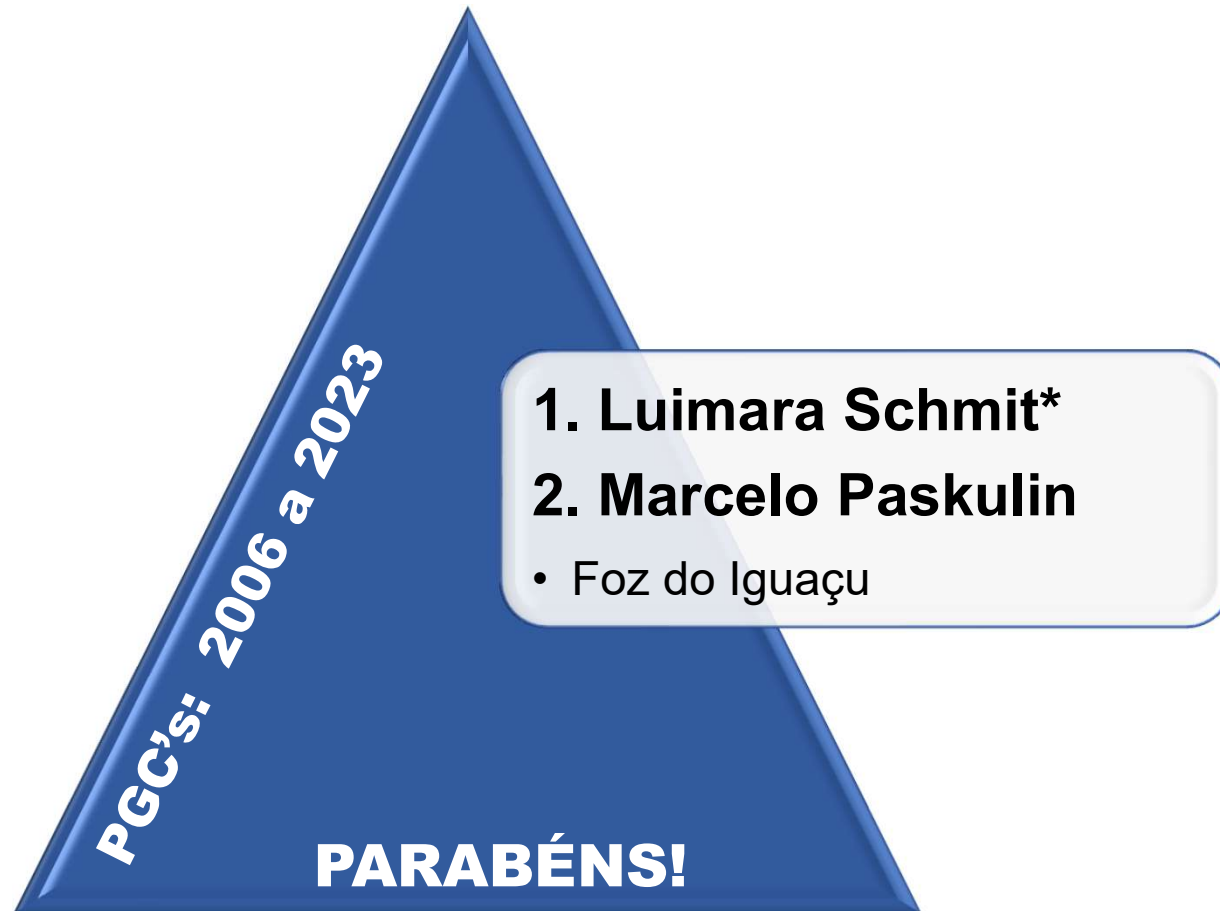 PGC’s: 2006 a 2023
1. Luimara Schmit*
2. Marcelo Paskulin
• Foz do Iguaçu
PARABÉNS!